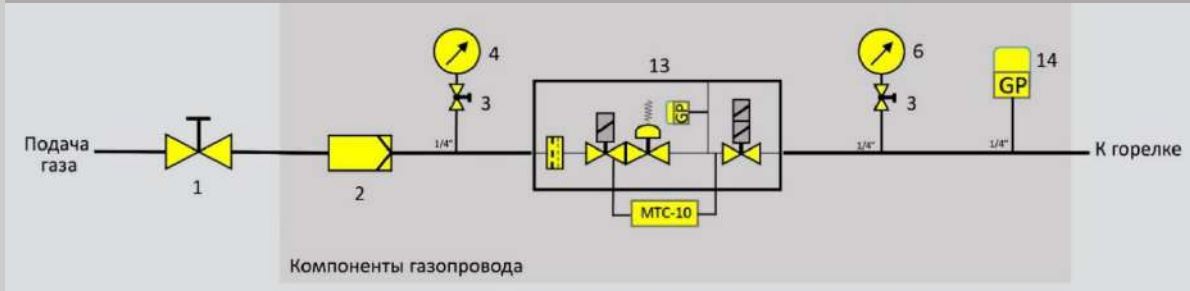 4
3
1/4"
13
GP
МТС-10
6
3
1/4"
14
GP
1/4"
Подача
газа
1
2
К горелке
Компоненты газопровода